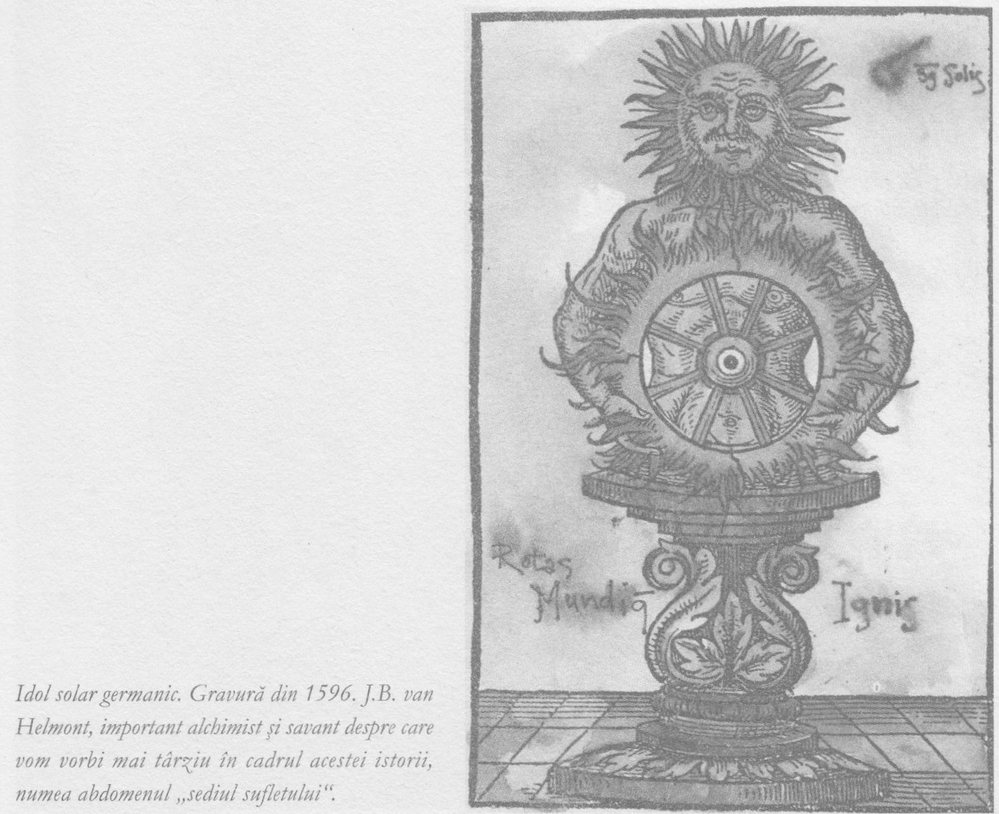 Idol solar germanic. Gravură din 1596. J.B. van
Helmont, important alchimist şi savant despre care
vom vorbi mai târziu în cadrul acestei istorii,
numea abdomenul „sediul sufletului“.
Solis
Rotas
Mundi
Ignis